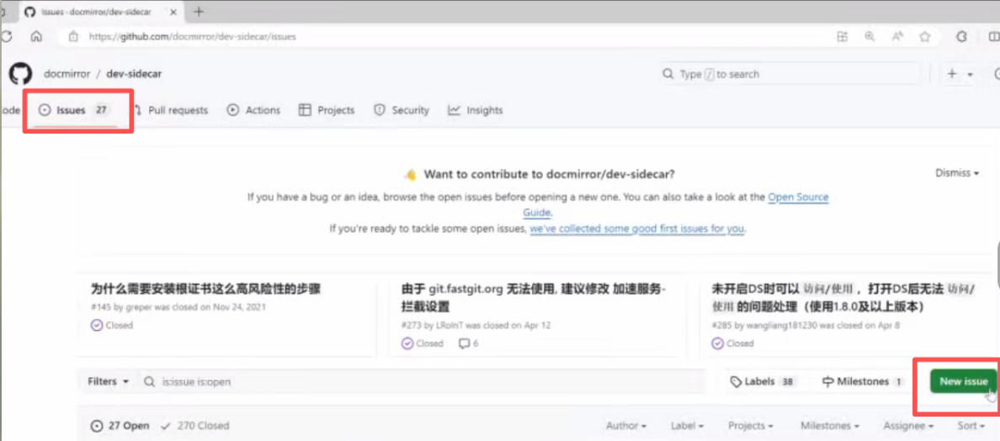 Issues - docmirror/dev-sidecar
https://github.com/docmirror/dev-sidecar/issues
docmirror / dev-sidecar
Type / to search
ode Issues 27 Pull requests Actions Projects Security Insights
Want to contribute to docmirror/dev-sidecar?
Dismiss
If you have a bug or an idea, browse the open issues before opening a new one. You can also take a look at the Open Source
Guide.
If you're ready to tackle some open issues, we've collected some good first issues for you.
为什么需要安装根证书这么高风险性的步骤
#145 by greper was closed on Nov 24, 2021
Closed
由于 git.fastgit.org 无法使用, 建议修改 加速服务-
拦截设置
#273 by LRoInT was closed on Apr 12
Closed 6
未开启DS时可以 访问/使用 ，打开DS后无法 访问/
使用 的问题处理（使用1.8.0及以上版本）
#285 by wangliang181230 was closed on Apr 8
Closed
Filters is:issue is:open Labels 38 Milestones 1 New issue
27 Open 270 Closed Author Label Projects Milestones Assignee Sort